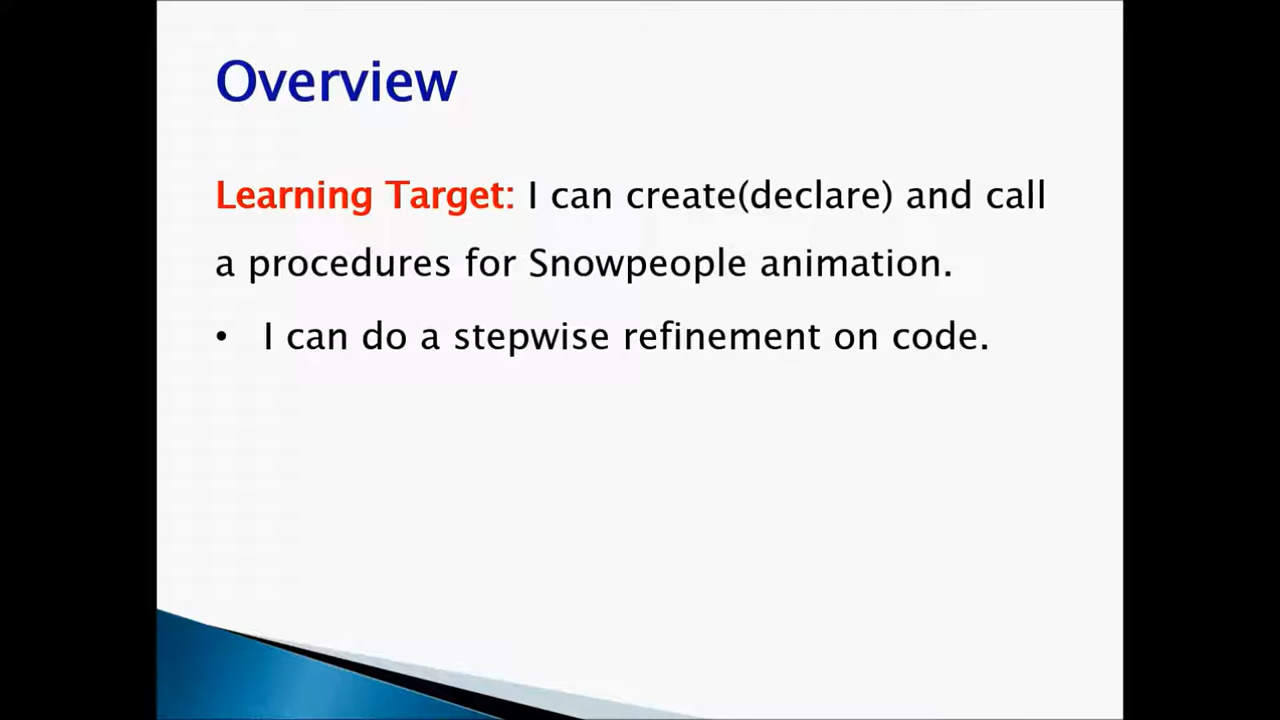 Overview
Learning Target: I can create(declare) and call
a procedures for Snowpeople animation.
• I can do a stepwise refinement on code.